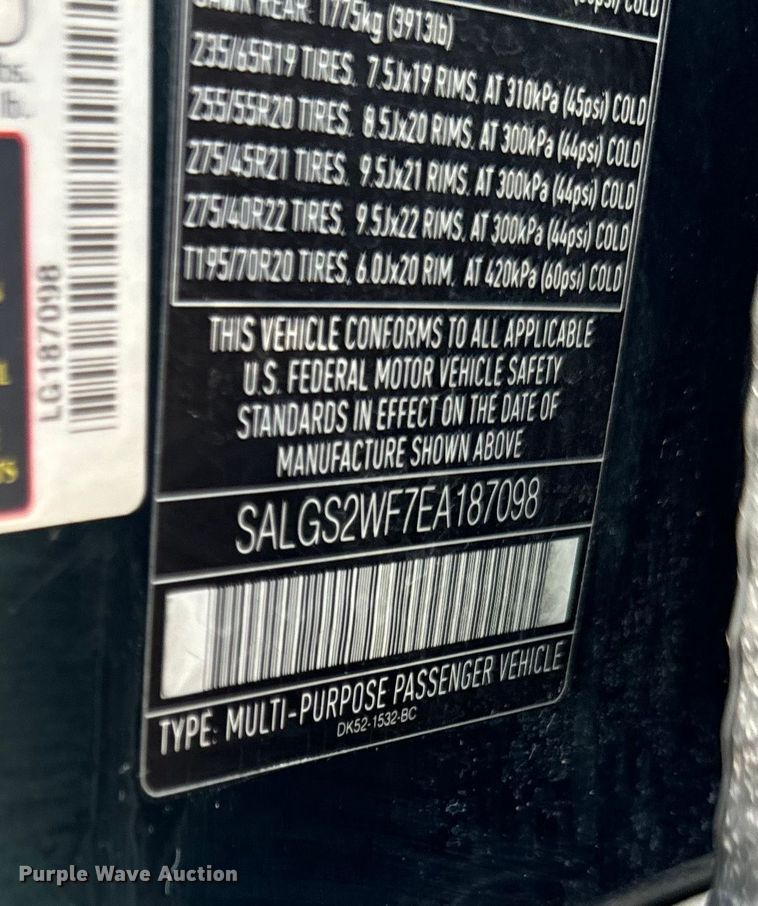 REAR: 1775kg (3913lb)
235/65R19 TIRES, 7.5Jx19 RIMS, AT 310kPa (45psi) COLD
255/55R20 TIRES, 8.5Jx20 RIMS, AT 300kPa (44psi) COLD
275/45R21 TIRES, 9.5Jx21 RIMS, AT 300kPa (44psi) COLD
275/40R22 TIRES, 9.5Jx22 RIMS, AT 300kPa (44psi) COLD
T195/70R20 TIRES, 6.0Jx20 RIM, AT 420kPa (60psi) COLD
THIS VEHICLE CONFORMS TO ALL APPLICABLE
U.S. FEDERAL MOTOR VEHICLE SAFETY
STANDARDS IN EFFECT ON THE DATE OF
MANUFACTURE SHOWN ABOVE
SALGS2WF7EA187098
TYPE: MULTI-PURPOSE PASSENGER VEHICLE
DK52-1532-BC
LG187098
Purple Wave Auction